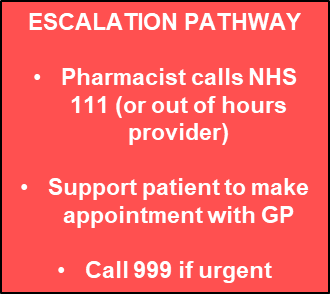 ESCALATION PATHWAY
• Pharmacist calls NHS
111 (or out of hours
provider)
• Support patient to make
appointment with GP
• Call 999 if urgent